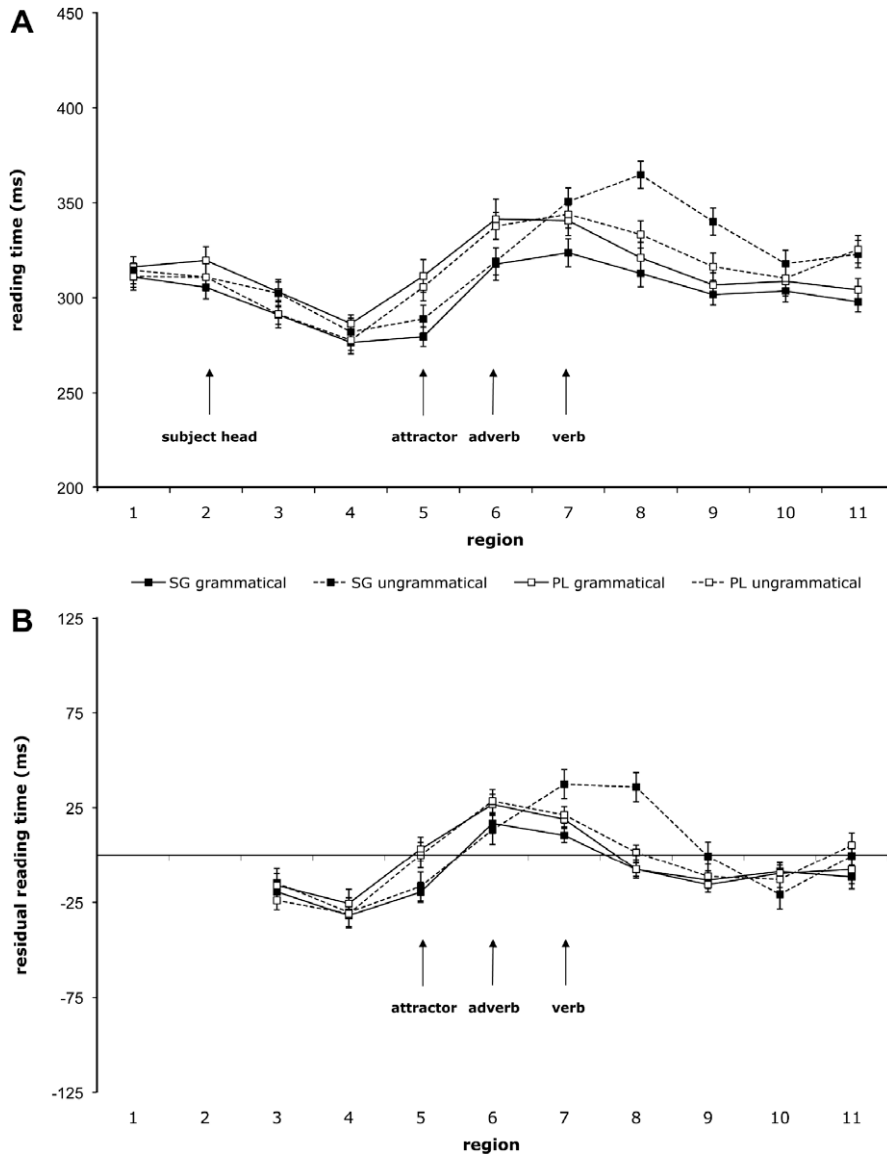 A
450
400
350
300
250
200
reading time (ms)
subject head
attractor
adverb
verb
1 2 3 4 5 6 7 8 9 10 11
region
SG grammatical SG ungrammatical PL grammatical PL ungrammatical
B
125
75
25
-25
-75
-125
residual reading time (ms)
attractor
adverb
verb
1 2 3 4 5 6 7 8 9 10 11
region